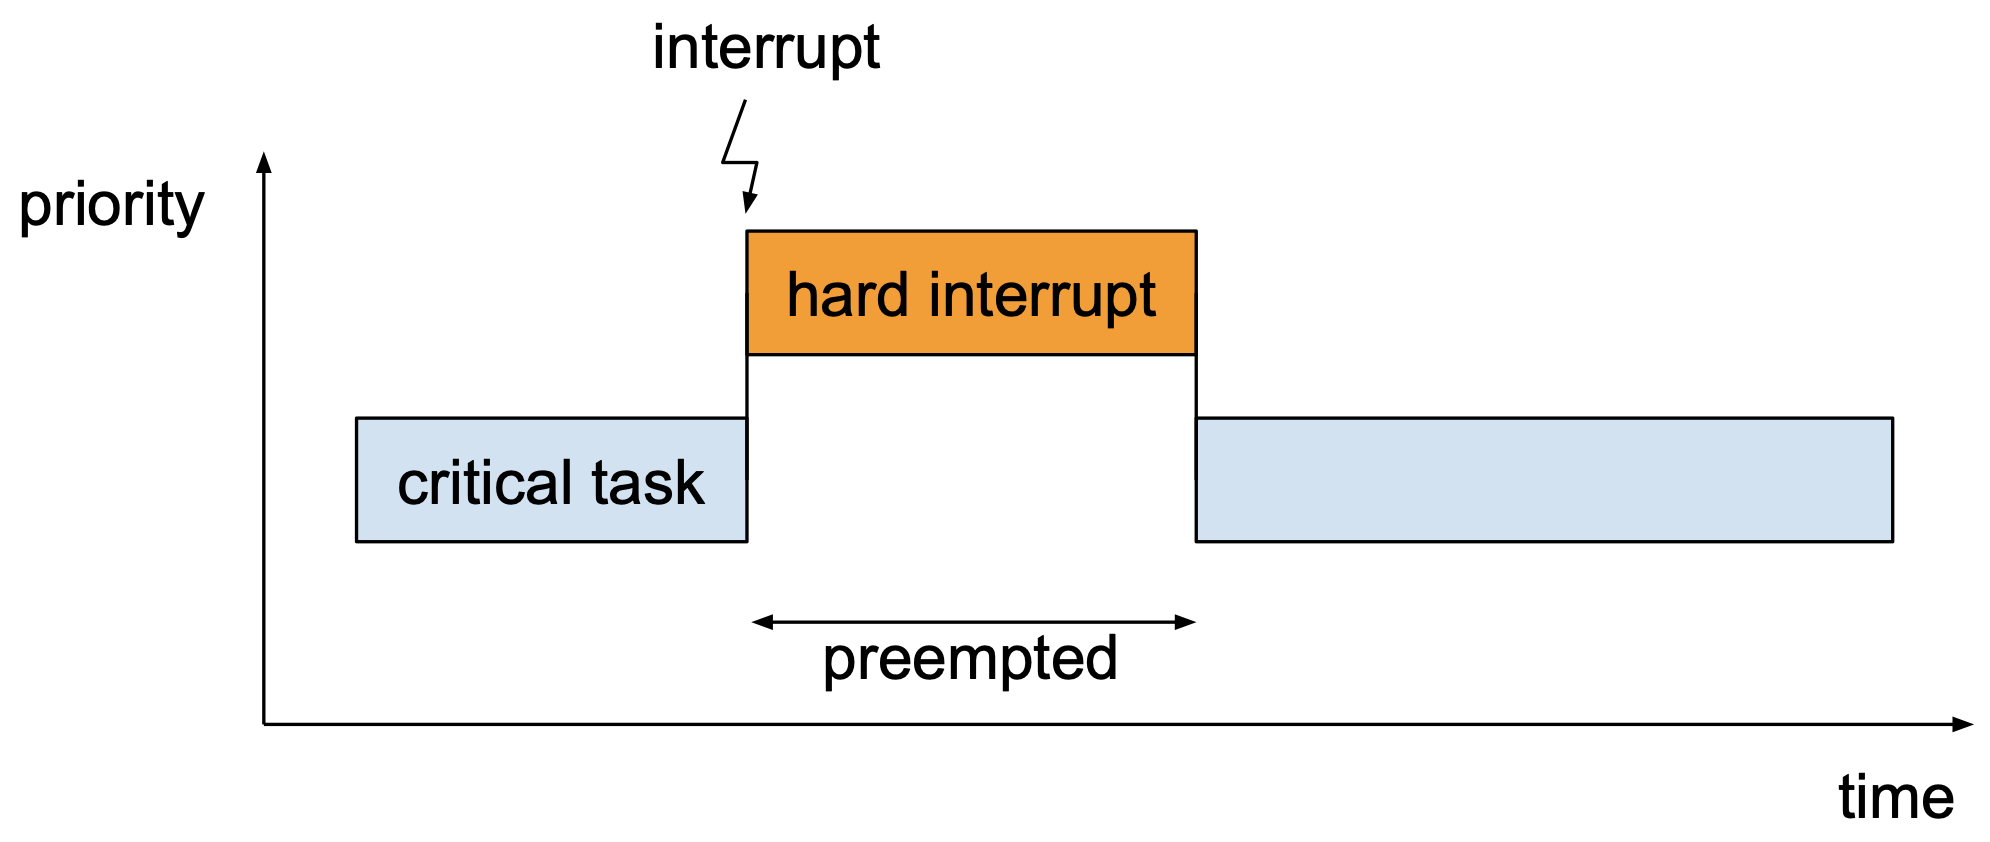 interrupt
priority
hard interrupt
critical task
preempted
time